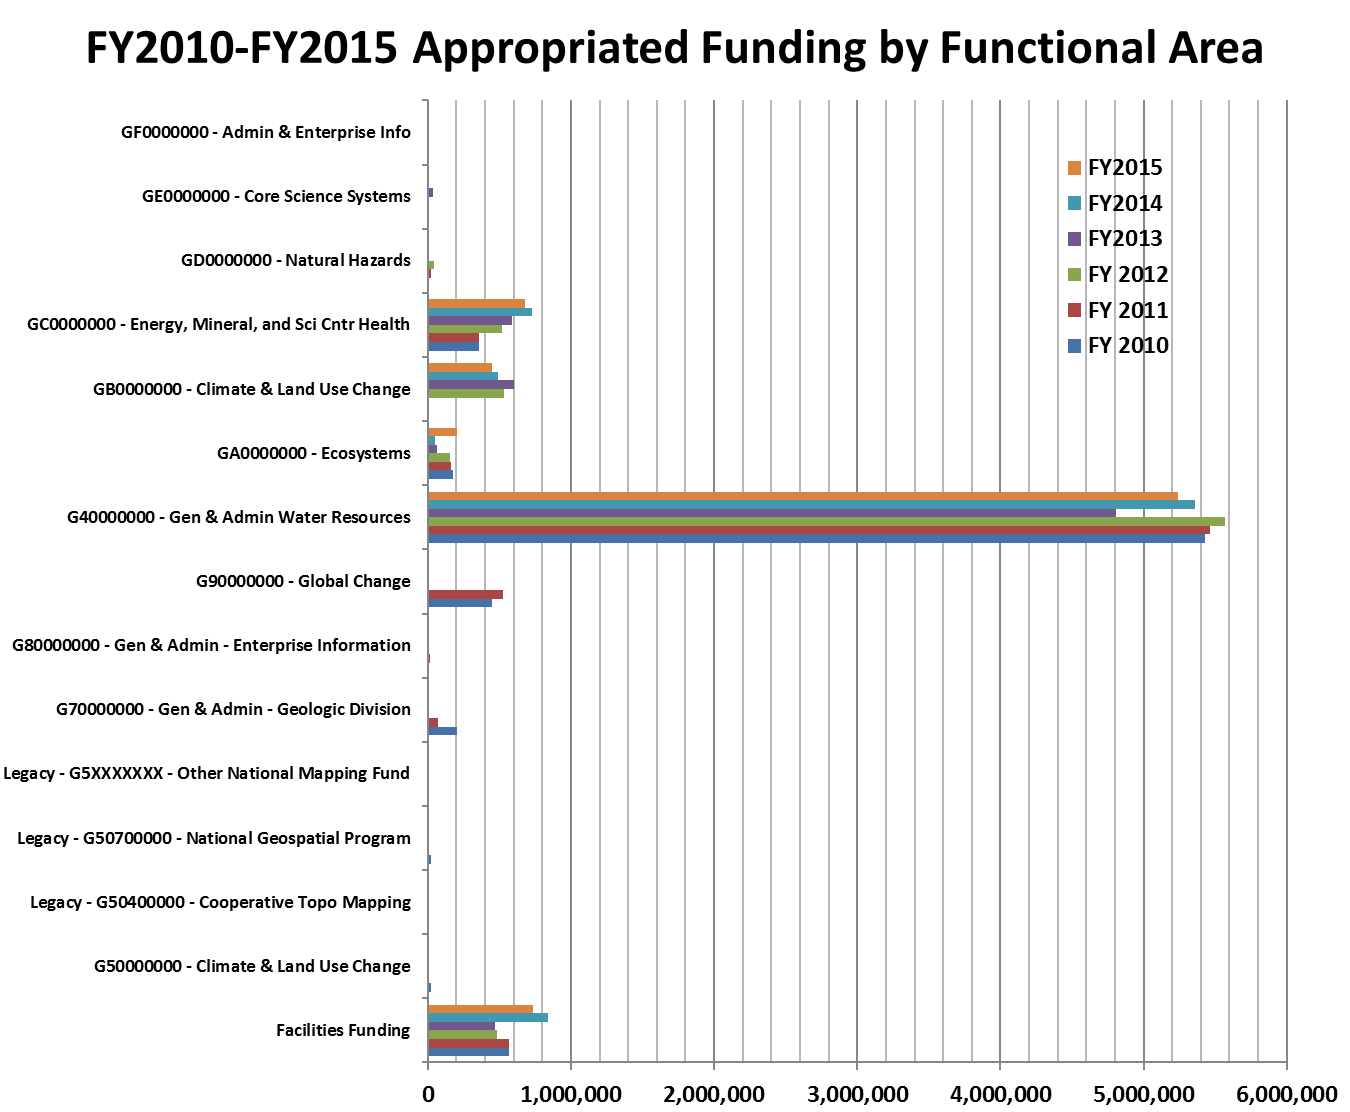 FY2010-FY2015 Appropriated Funding by Functional Area
GF0000000 - Admin & Enterprise Info
GE0000000 - Core Science Systems
GD0000000 - Natural Hazards
GC0000000 - Energy, Mineral, and Sci Cntr Health
GB0000000 - Climate & Land Use Change
GA0000000 - Ecosystems
G40000000 - Gen & Admin Water Resources
G90000000 - Global Change
G80000000 - Gen & Admin - Enterprise Information
G70000000 - Gen & Admin - Geologic Division
Legacy - G5XXXXXXX - Other National Mapping Fund
Legacy - G50700000 - National Geospatial Program
Legacy - G50400000 - Cooperative Topo Mapping
G50000000 - Climate & Land Use Change
Facilities Funding
FY2015
FY2014
FY2013
FY 2012
FY 2011
FY 2010
0 1,000,000 2,000,000 3,000,000 4,000,000 5,000,000 6,000,000